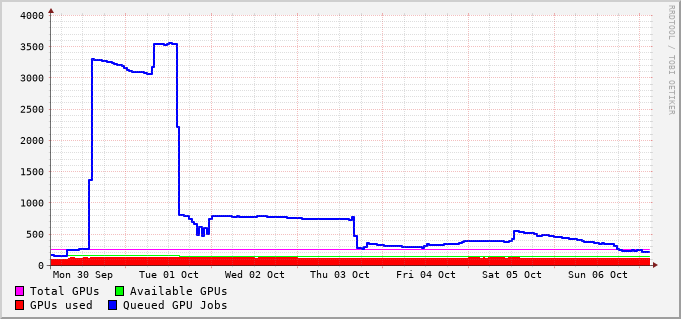 4000
3500
3000
2500
2000
1500
1000
500
0
Mon 30 Sep Tue 01 Oct Wed 02 Oct Thu 03 Oct Fri 04 Oct Sat 05 Oct Sun 06 Oct
Total GPUs Available GPUs
GPUs used Queued GPU Jobs
RRDTOOL / TOBI OETIKER